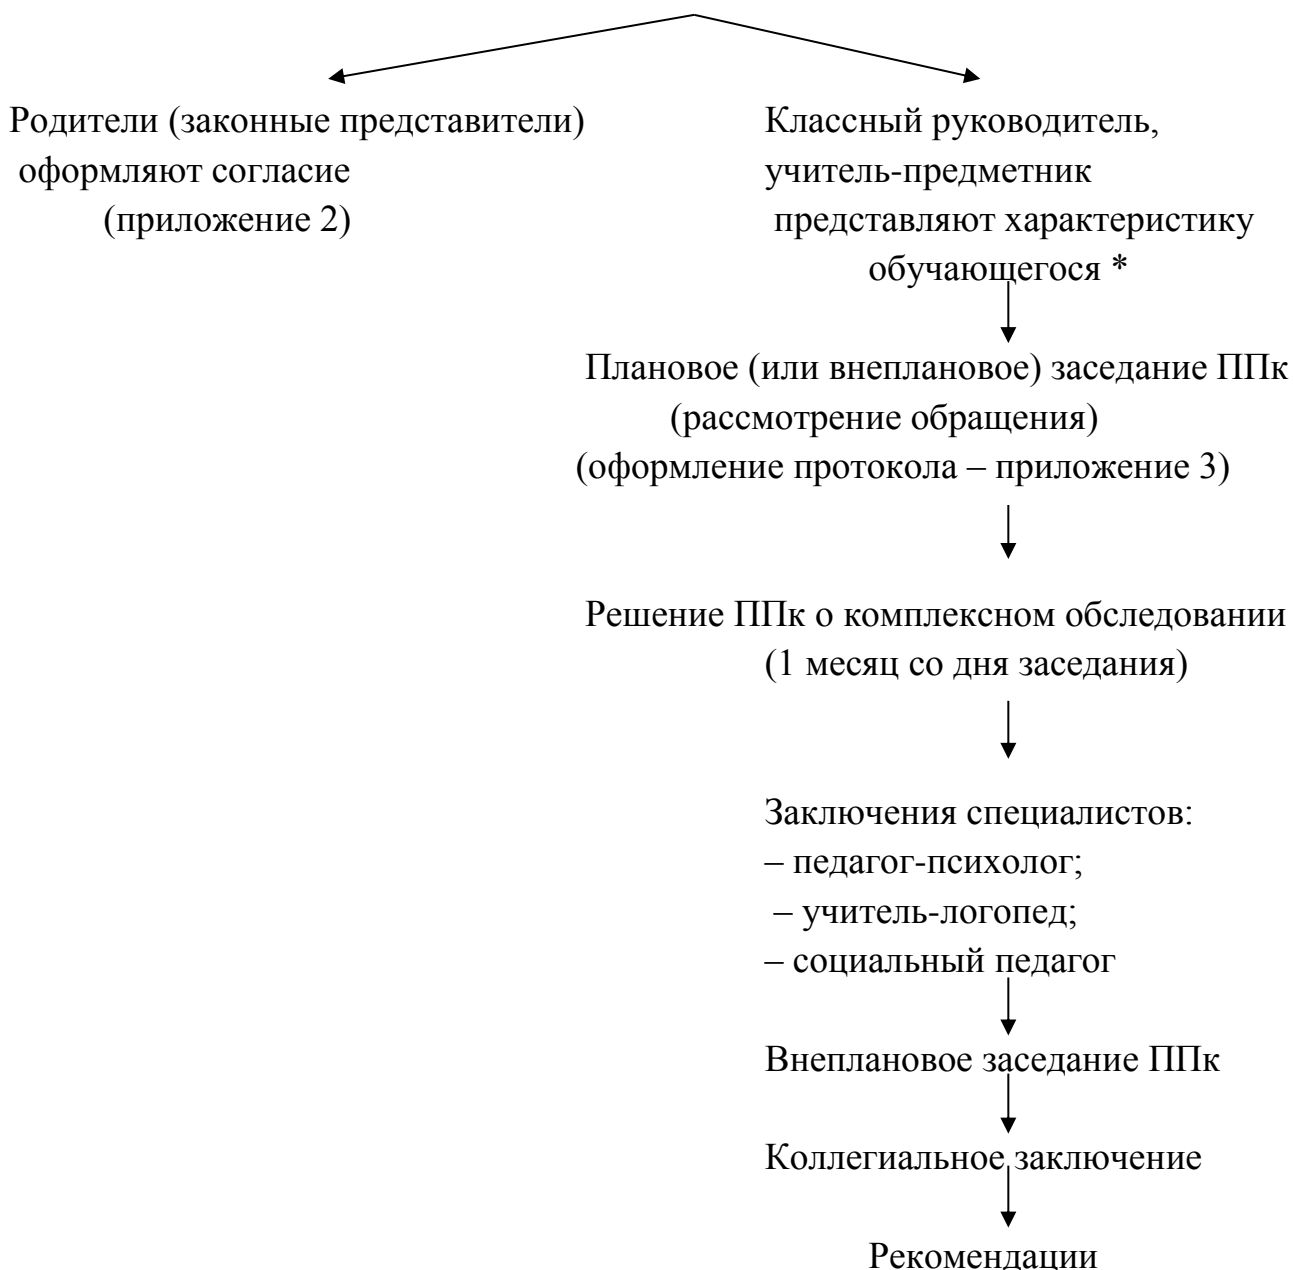 Родители (законные представители)
оформляют согласие
(приложение 2)
Классный руководитель,
учитель-предметник
представляют характеристику
обучающегося *
Плановое (или внеплановое) заседание ППк
(рассмотрение обращения)
(оформление протокола – приложение 3)
Решение ППк о комплексном обследовании
(1 месяц со дня заседания)
Заключения специалистов:
– педагог-психолог;
– учитель-логопед;
– социальный педагог
Внеплановое заседание ППк
Коллегиальное заключение
Рекомендации